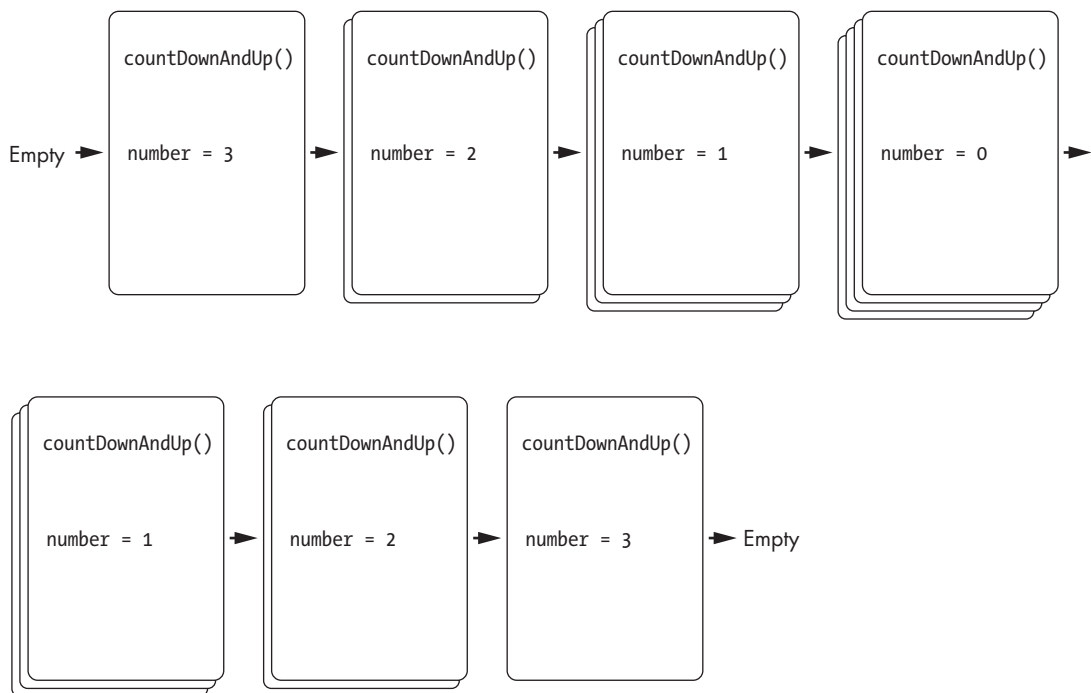 countDownAndUp() countDownAndUp() countDownAndUp() countDownAndUp()
Empty number = 3 number = 2 number = 1 number = 0
countDownAndUp() countDownAndUp() countDownAndUp()
number = 1 number = 2 number = 3 Empty